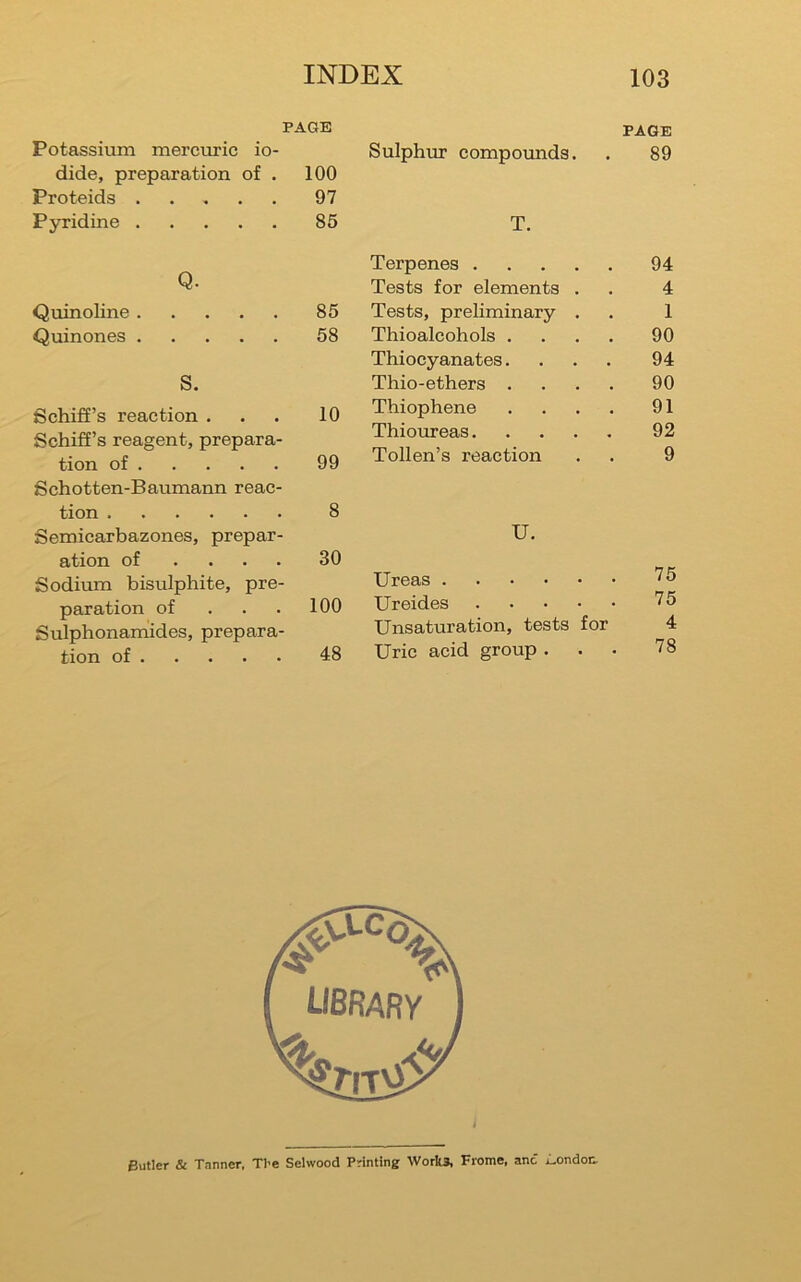 INDEX 103
PAGE
Potassium mercuric io-
dide, preparation of . 100
Proteids . . . . . 97
Pyridine . . . . . 85
Q.
Quinoline . . . . . 85
Quinones . . . . . 58
S.
Schiff's reaction . . . 10
Schiff's reagent, prepara-
tion of . . . . . 99
Schotten-Baumann reac-
tion . . . . . . 8
Semicarbazones, prepar-
ation of . . . . 30
Sodium bisulphite, pre-
paration of . . . 100
Sulphonamides, prepara-
tion of . . . . . 48
PAGE
Sulphur compounds. . 89
T.
Terpenes . . . . . 94
Tests for elements . . 4
Tests, preliminary . . 1
Thioalcohols . . . . 90
Thiocyanates. . . . 94
Thio-ethers . . . . 90
Thiophene . . . . 91
Thioureas. . . . . 92
Tollen's reaction . . 9
U.
Ureas . . . . . . 75
Ureides . . . . . 75
Unsaturation, tests for 4
Uric acid group . . . 78
WELLCOME
LIBRARY
INSTITUTE
Butler & Tanner, The Selwood Printing Works, Frome, and London.